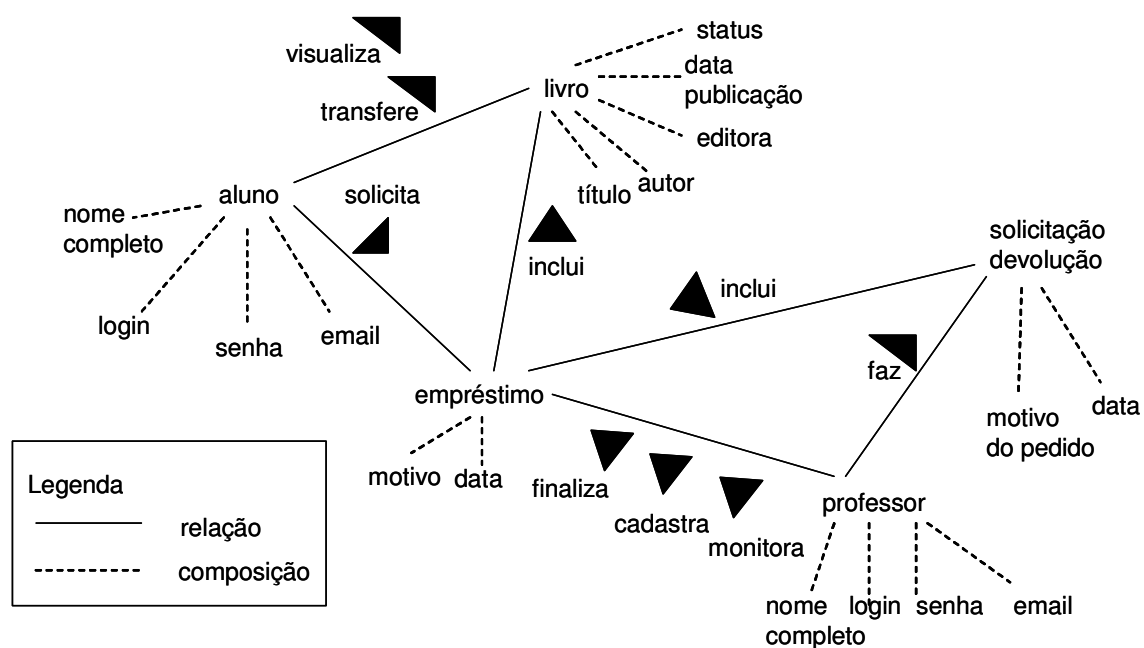 visualiza
transfere
livro
status
data
publicação
editora
autor
título
aluno
nome
completo
login
senha
email
solicita
inclui
inclui
solicitação
devolução
faz
motivo
do pedido
data
empréstimo
motivo
data
finaliza
cadastra
monitora
professor
nome
completo
login
senha
email
Legenda
relação
composição